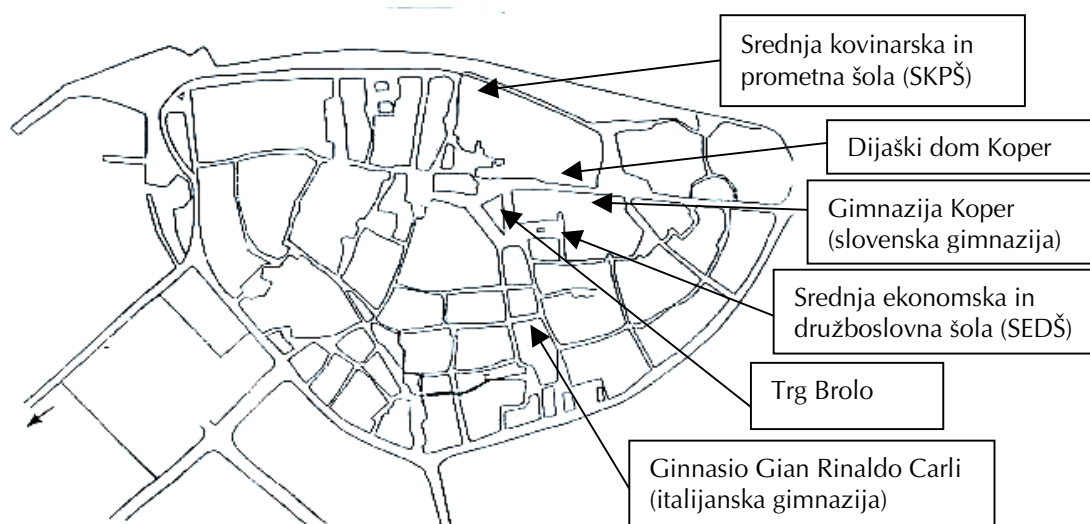 Srednja kovinarska in
prometna šola (SKPŠ)
Dijaški dom Koper
Gimnazija Koper
(slovenska gimnazija)
Srednja ekonomska in
družboslovna šola (SEDŠ)
Trg Brolo
Ginnasio Gian Rinaldo Carli
(italijanska gimnazija)